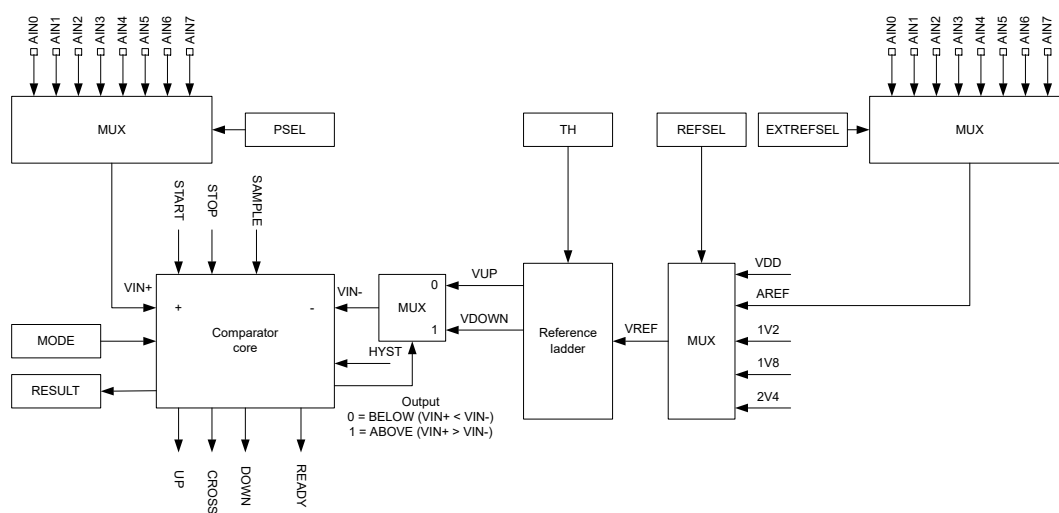 AIN0 AIN1 AIN2 AIN3 AIN4 AIN5 AIN6 AIN7
AIN0 AIN1 AIN2 AIN3 AIN4 AIN5 AIN6 AIN7
MUX
PSEL
TH
REFSEL
EXTREFSEL
MUX
START
STOP
SAMPLE
VIN+
+
-
VIN-
MUX
0
1
VUP
VDOWN
HYST
MODE
RESULT
Comparator
core
Reference
ladder
VREF
MUX
VDD
AREF
1V2
1V8
2V4
Output
0 = BELOW (VIN+ < VIN-)
1 = ABOVE (VIN+ > VIN-)
UP
CROSS
DOWN
READY